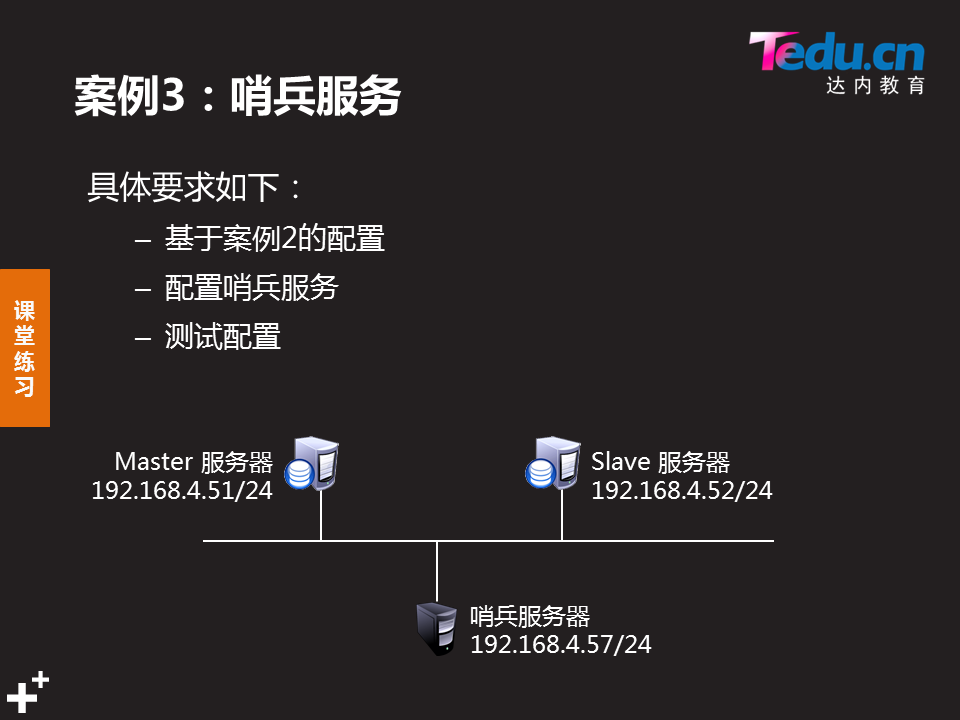 Tedu.cn
达内教育
案例3：哨兵服务
具体要求如下：
– 基于案例2的配置
– 配置哨兵服务
– 测试配置
课
堂
练
习
Master 服务器
192.168.4.51/24
Slave 服务器
192.168.4.52/24
哨兵服务器
192.168.4.57/24